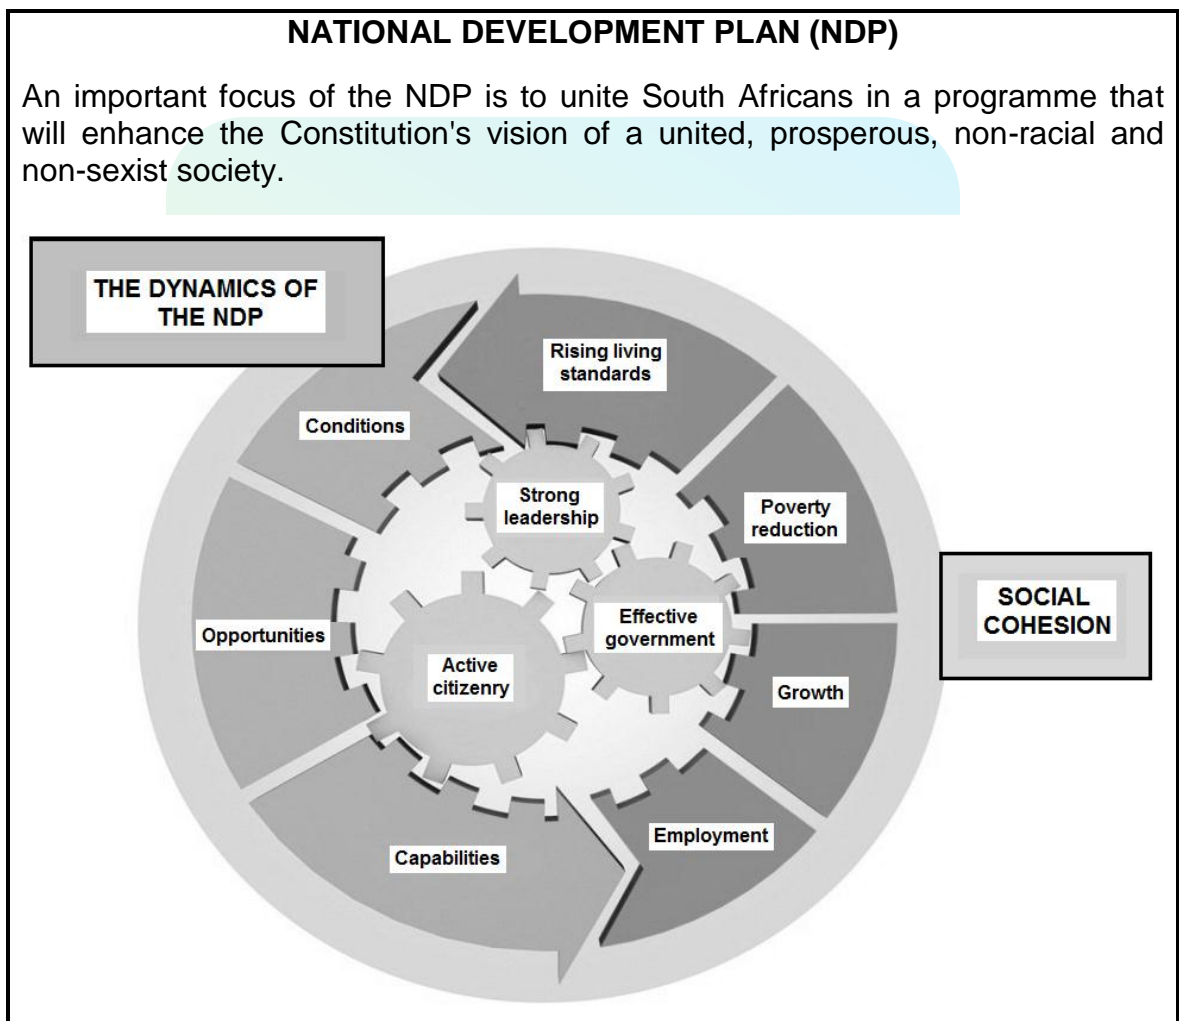 NATIONAL DEVELOPMENT PLAN (NDP)
An important focus of the NDP is to unite South Africans in a programme that
will enhance the Constitution's vision of a united, prosperous, non-racial and
non-sexist society.
THE DYNAMICS OF
THE NDP
Rising living
standards
Conditions
Strong
leadership
Poverty
reduction
SOCIAL
COHESION
Effective
government
Opportunities
Active
citizenry
Growth
Employment
Capabilities